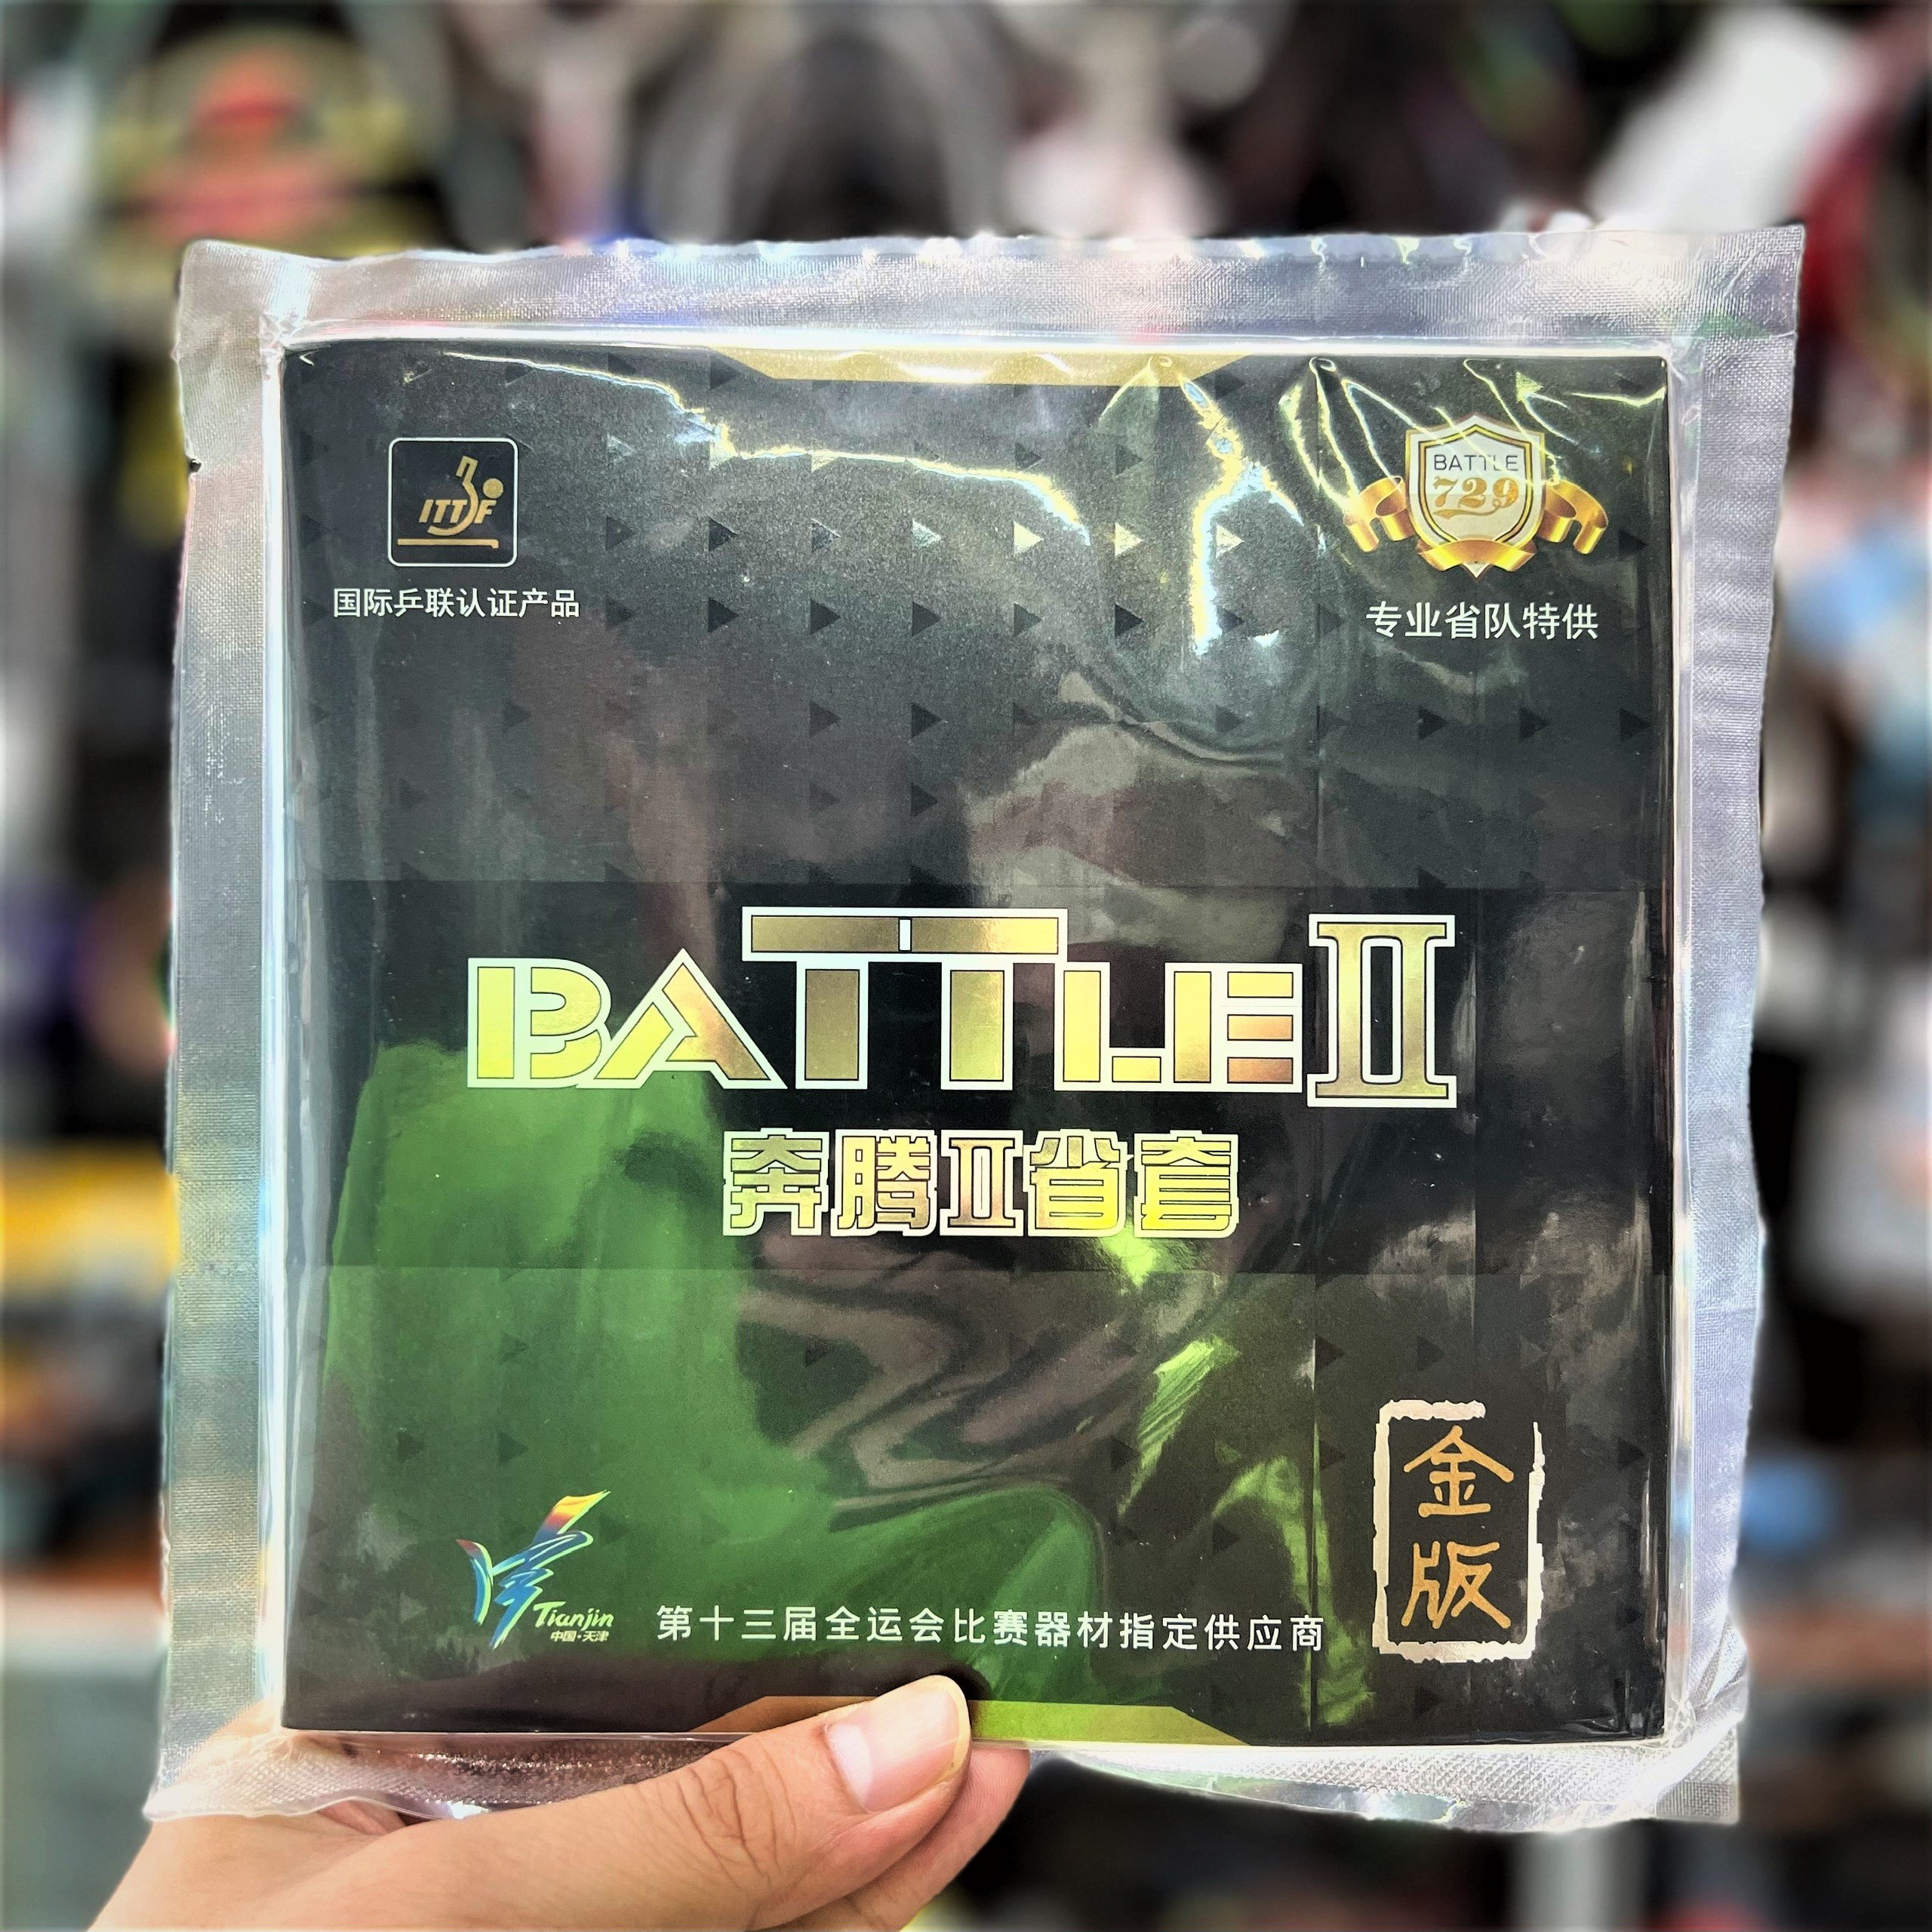 ITTF
国际乒联认证产品
BATTLE
729
专业省队特供
BATTLE II
奔腾II省套
金版
Tianjin
中国·天津
第十三届全运会比赛器材指定供应商